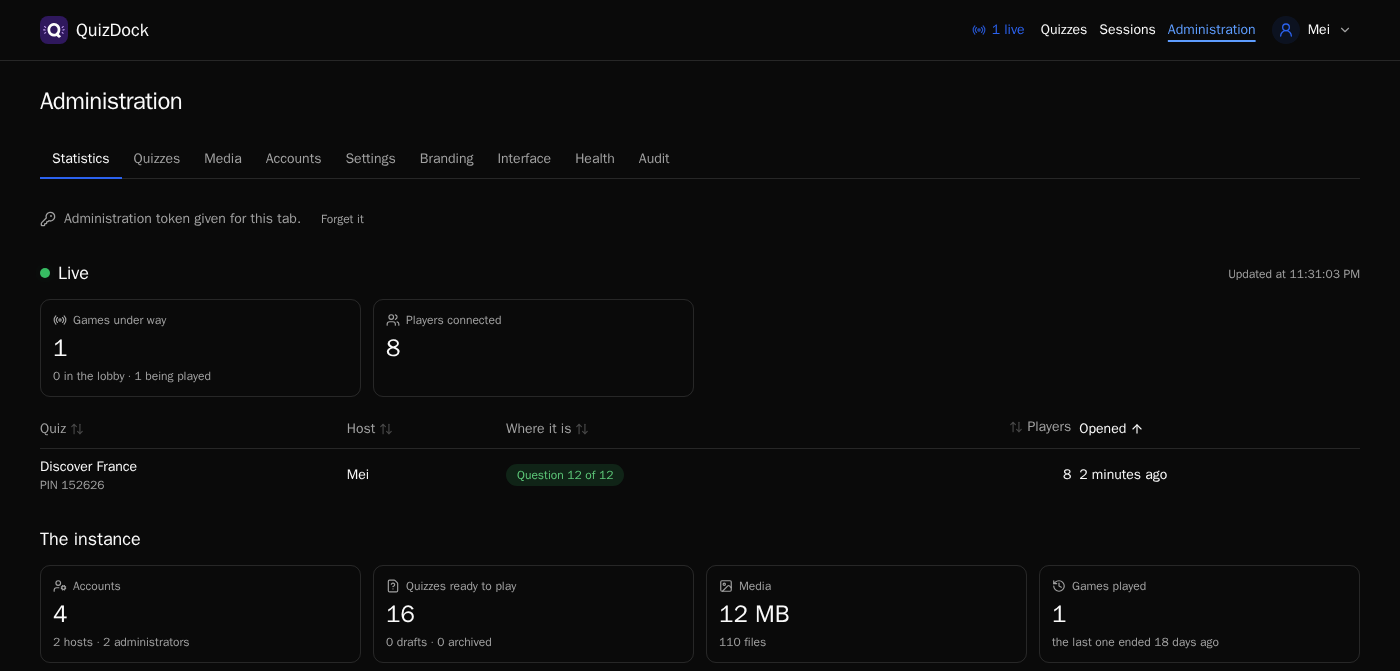 QuizDock
1 live Quizzes Sessions Administration Mei
Administration
Statistics Quizzes Media Accounts Settings Branding Interface Health Audit
Administration token given for this tab. Forget it
Live Updated at 11:31:03 PM
Games under way Players connected
1 8
0 in the lobby · 1 being played
Quiz Host Where it is Players Opened
Discover France Mei Question 12 of 12 8 2 minutes ago
PIN 152626
The instance
Accounts Quizzes ready to play Media Games played
4 16 12 MB 1
2 hosts · 2 administrators 0 drafts · 0 archived 110 files the last one ended 18 days ago